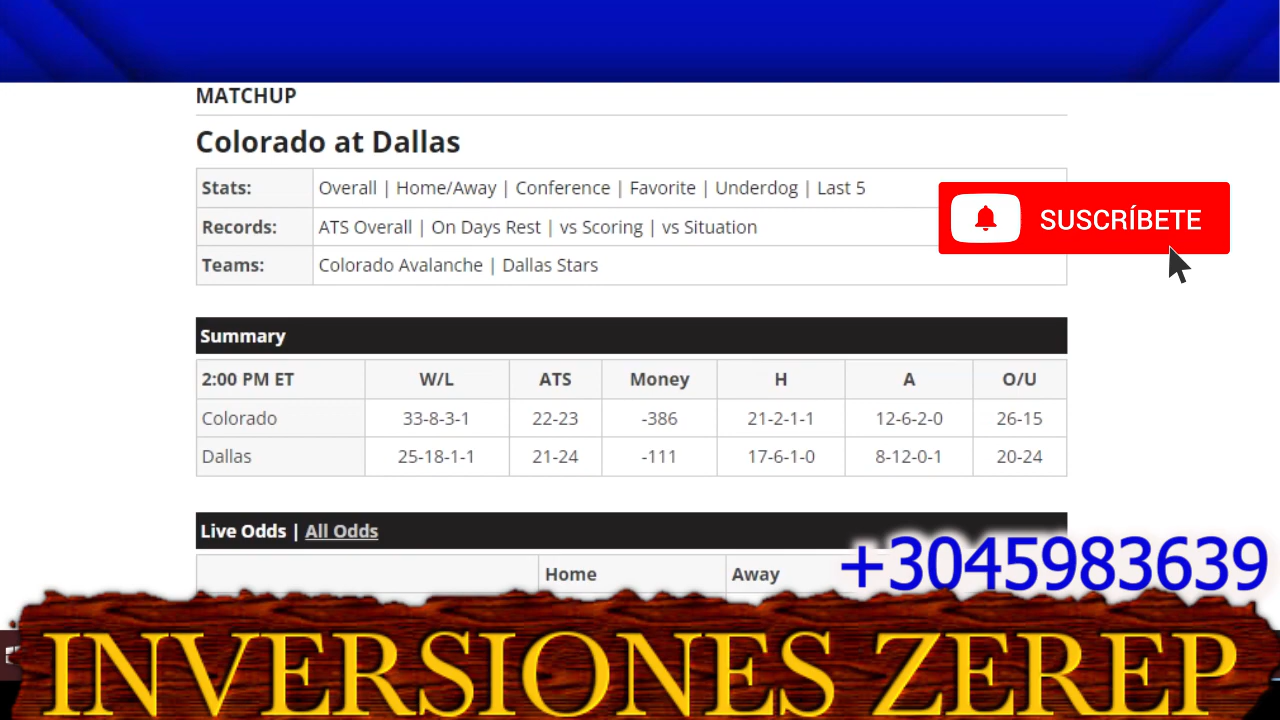 MATCHUP
Colorado at Dallas
Stats: Overall | Home/Away | Conference | Favorite | Underdog | Last 5
Records: ATS Overall | On Days Rest | vs Scoring | vs Situation
Teams: Colorado Avalanche | Dallas Stars
SUSCRÍBETE
Summary
2:00 PM ET W/L ATS Money H A O/U
Colorado 33-8-3-1 22-23 -386 21-2-1-1 12-6-2-0 26-15
Dallas 25-18-1-1 21-24 -111 17-6-1-0 8-12-0-1 20-24
Live Odds | All Odds
Home Away
+3045983639
INVERSIONES ZEREP